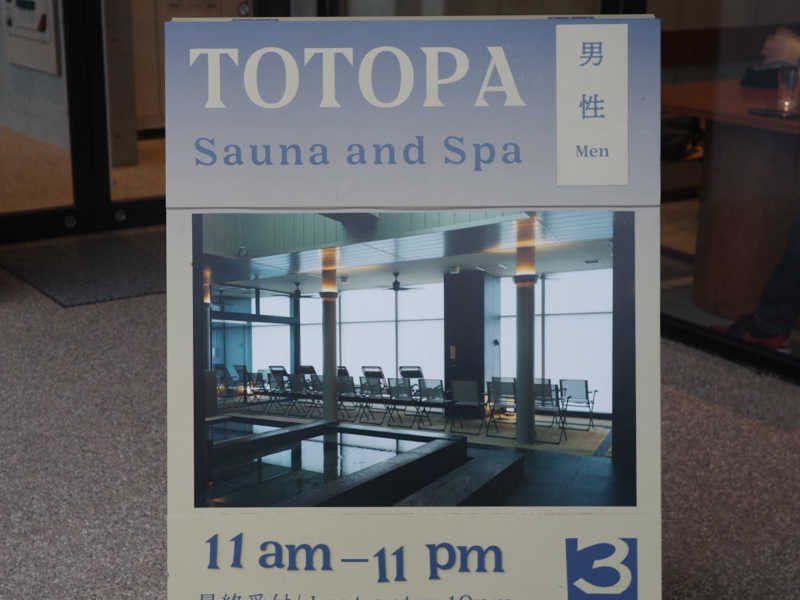 TOTOPA
Sauna and Spa
男性
Men
11 am – 11 pm
3